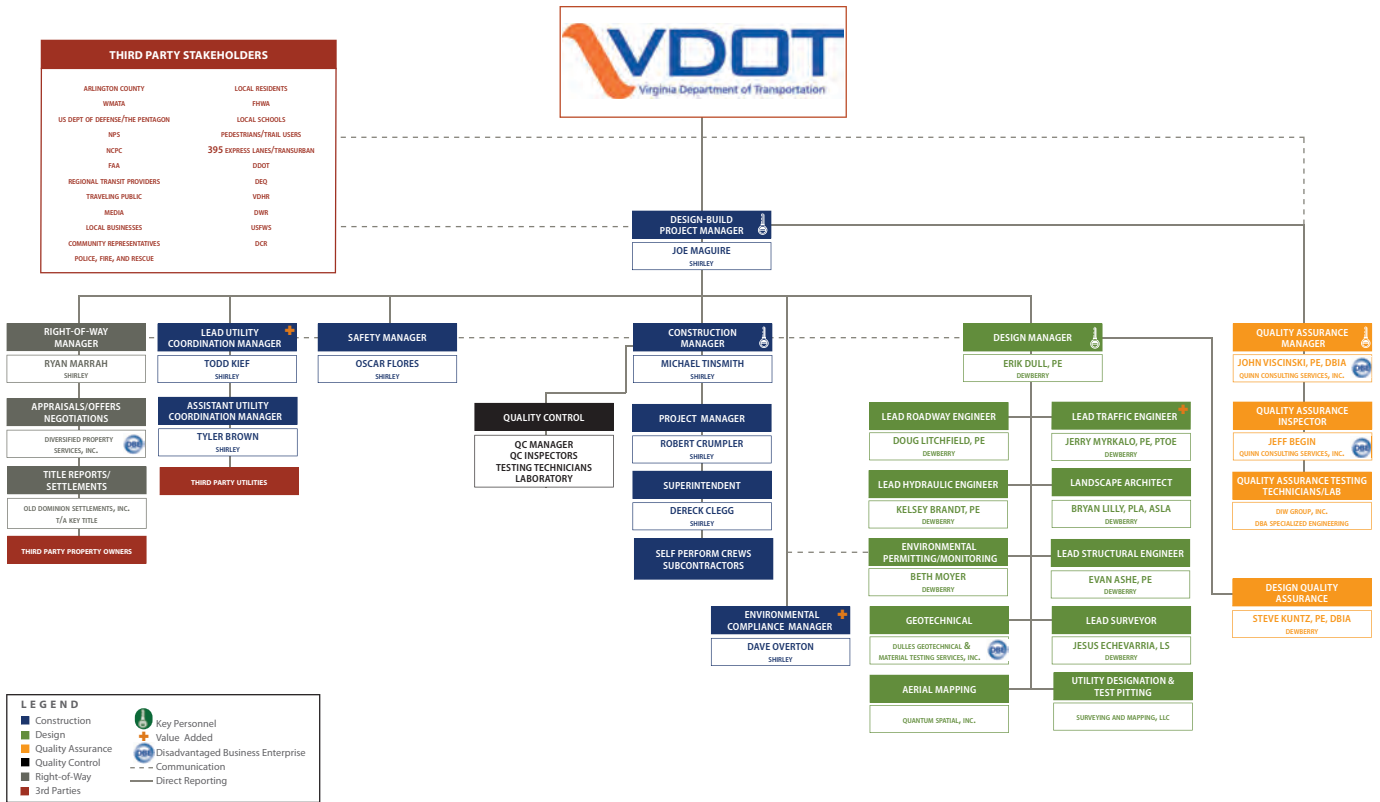 VDOT
Virginia Department of Transportation
THIRD PARTY STAKEHOLDERS
ARLINGTON COUNTY
WMATA
US DEPT OF DEFENSE/THE PENTAGON
NPS
NCPC
FAA
REGIONAL TRANSIT PROVIDERS
TRAVELING PUBLIC
MEDIA
LOCAL BUSINESSES
COMMUNITY REPRESENTATIVES
POLICE, FIRE, AND RESCUE
LOCAL RESIDENTS
FHWA
LOCAL SCHOOLS
PEDESTRIANS/TRAIL USERS
395 EXPRESS LANES/TRANSURBAN
DDOT
DEQ
VDHR
DWR
USFWS
DCR
DESIGN-BUILD
PROJECT MANAGER
JOE MAGUIRE
SHIRLEY
RIGHT-OF-WAY
MANAGER
RYAN MARRAH
SHIRLEY
APPRAISALS/OFFERS
NEGOTIATIONS
DIVERSIFIED PROPERTY
SERVICES, INC.
DBE
TITLE REPORTS/
SETTLEMENTS
OLD DOMINION SETTLEMENTS, INC.
T/A KEY TITLE
THIRD PARTY PROPERTY OWNERS
LEAD UTILITY
COORDINATION MANAGER
TODD KIEF
SHIRLEY
ASSISTANT UTILITY
COORDINATION MANAGER
TYLER BROWN
SHIRLEY
THIRD PARTY UTILITIES
SAFETY MANAGER
OSCAR FLORES
SHIRLEY
QUALITY CONTROL
QC MANAGER
QC INSPECTORS
TESTING TECHNICIANS
LABORATORY
CONSTRUCTION
MANAGER
MICHAEL TINSMITH
SHIRLEY
PROJECT MANAGER
ROBERT CRUMPLER
SHIRLEY
SUPERINTENDENT
DERECK CLEGG
SHIRLEY
SELF PERFORM CREWS
SUBCONTRACTORS
ENVIRONMENTAL
COMPLIANCE MANAGER
DAVE OVERTON
SHIRLEY
DESIGN MANAGER
ERIK DULL, PE
DEWBERRY
LEAD ROADWAY ENGINEER
DOUG LITCHFIELD, PE
DEWBERRY
LEAD HYDRAULIC ENGINEER
KELSEY BRANDT, PE
DEWBERRY
ENVIRONMENTAL
PERMITTING/MONITORING
BETH MOYER
DEWBERRY
GEOTECHNICAL
DULLES GEOTECHNICAL &
MATERIAL TESTING SERVICES, INC.
DBE
AERIAL MAPPING
QUANTUM SPATIAL, INC.
LEAD TRAFFIC ENGINEER
JERRY MYRKALO, PE, PTOE
DEWBERRY
LANDSCAPE ARCHITECT
BRYAN LILLY, PLA, ASLA
DEWBERRY
LEAD STRUCTURAL ENGINEER
EVAN ASHE, PE
DEWBERRY
LEAD SURVEYOR
JESUS ECHEVARRIA, LS
DEWBERRY
UTILITY DESIGNATION &
TEST PITTING
SURVEYING AND MAPPING, LLC
QUALITY ASSURANCE
MANAGER
JOHN VISCINSKI, PE, DBIA
QUINN CONSULTING SERVICES, INC.
DBE
QUALITY ASSURANCE
INSPECTOR
JEFF BEGIN
QUINN CONSULTING SERVICES, INC.
DBE
QUALITY ASSURANCE TESTING
TECHNICIANS/LAB
DIW GROUP, INC.
DBA SPECIALIZED ENGINEERING
DESIGN QUALITY
ASSURANCE
STEVE KUNTZ, PE, DBIA
DEWBERRY
LEGEND
Construction
Design
Quality Assurance
Quality Control
Right-of-Way
3rd Parties
Key Personnel
Value Added
DBE Disadvantaged Business Enterprise
Communication
Direct Reporting